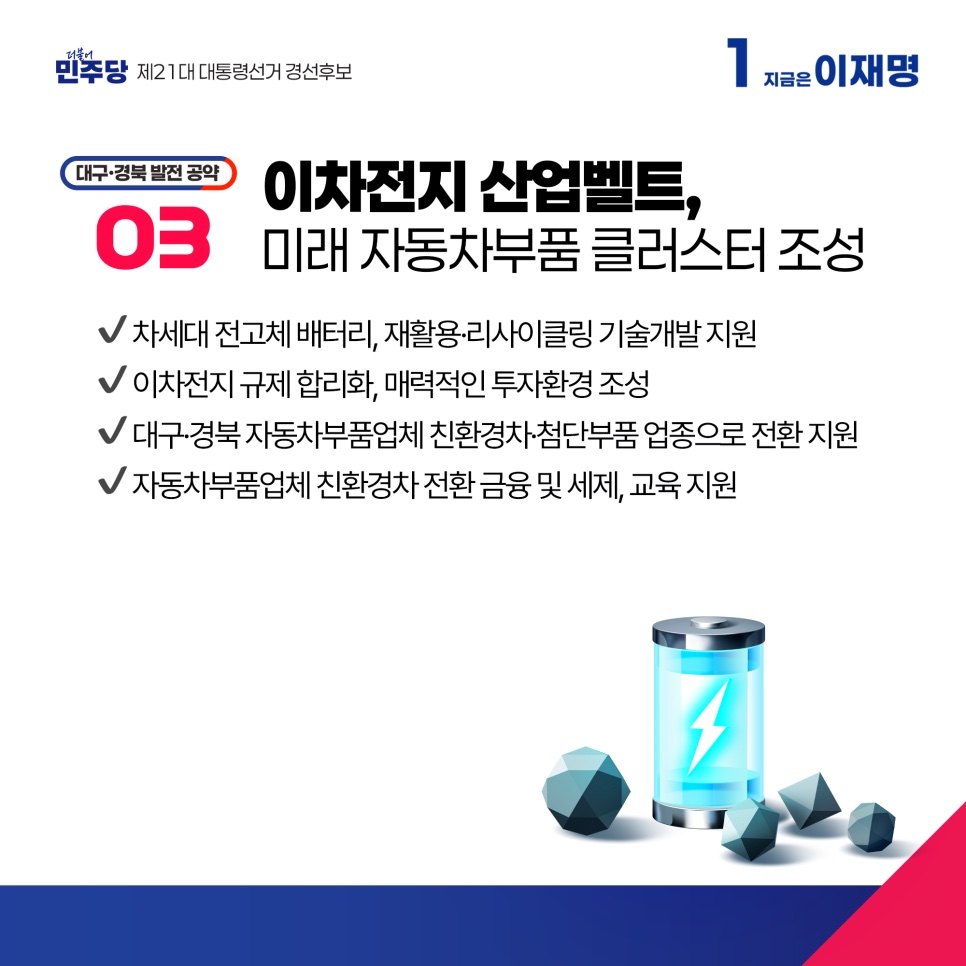 더불어
민주당 제21대 대통령선거 경선후보
1 지금은 이재명
대구·경북 발전 공약
03
이차전지 산업벨트,
미래 자동차부품 클러스터 조성
차세대 전고체 배터리, 재활용·리사이클링 기술개발 지원
이차전지 규제 합리화, 매력적인 투자환경 조성
대구·경북 자동차부품업체 친환경차·첨단부품 업종으로 전환 지원
자동차부품업체 친환경차 전환 금융 및 세제, 교육 지원